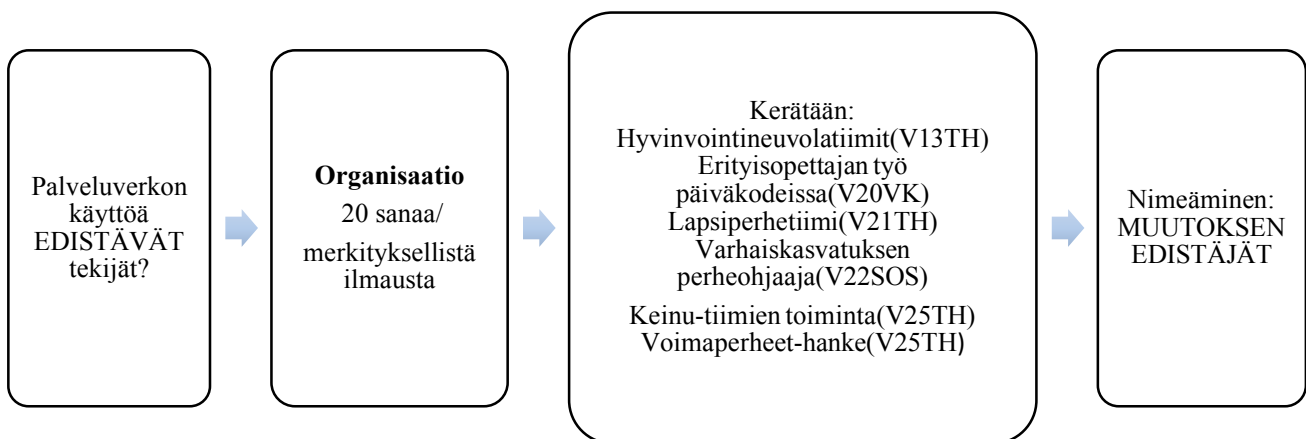 Palveluverkon
käyttöä
EDISTÄVÄT
tekijät?
Organisaatio
20 sanaa/
merkityksellistä
ilmausta
Kerätään:
Hyvinvointineuvolatiimit(V13TH)
Erityisopettajan työ
päiväkodeissa(V20VK)
Lapsiperhetiimi(V21TH)
Varhaiskasvatuksen
perheohjaaja(V22SOS)
Keinu-tiimien toiminta(V25TH)
Voimaperheet-hanke(V25TH)
Nimeäminen:
MUUTOKSEN
EDISTÄJÄT